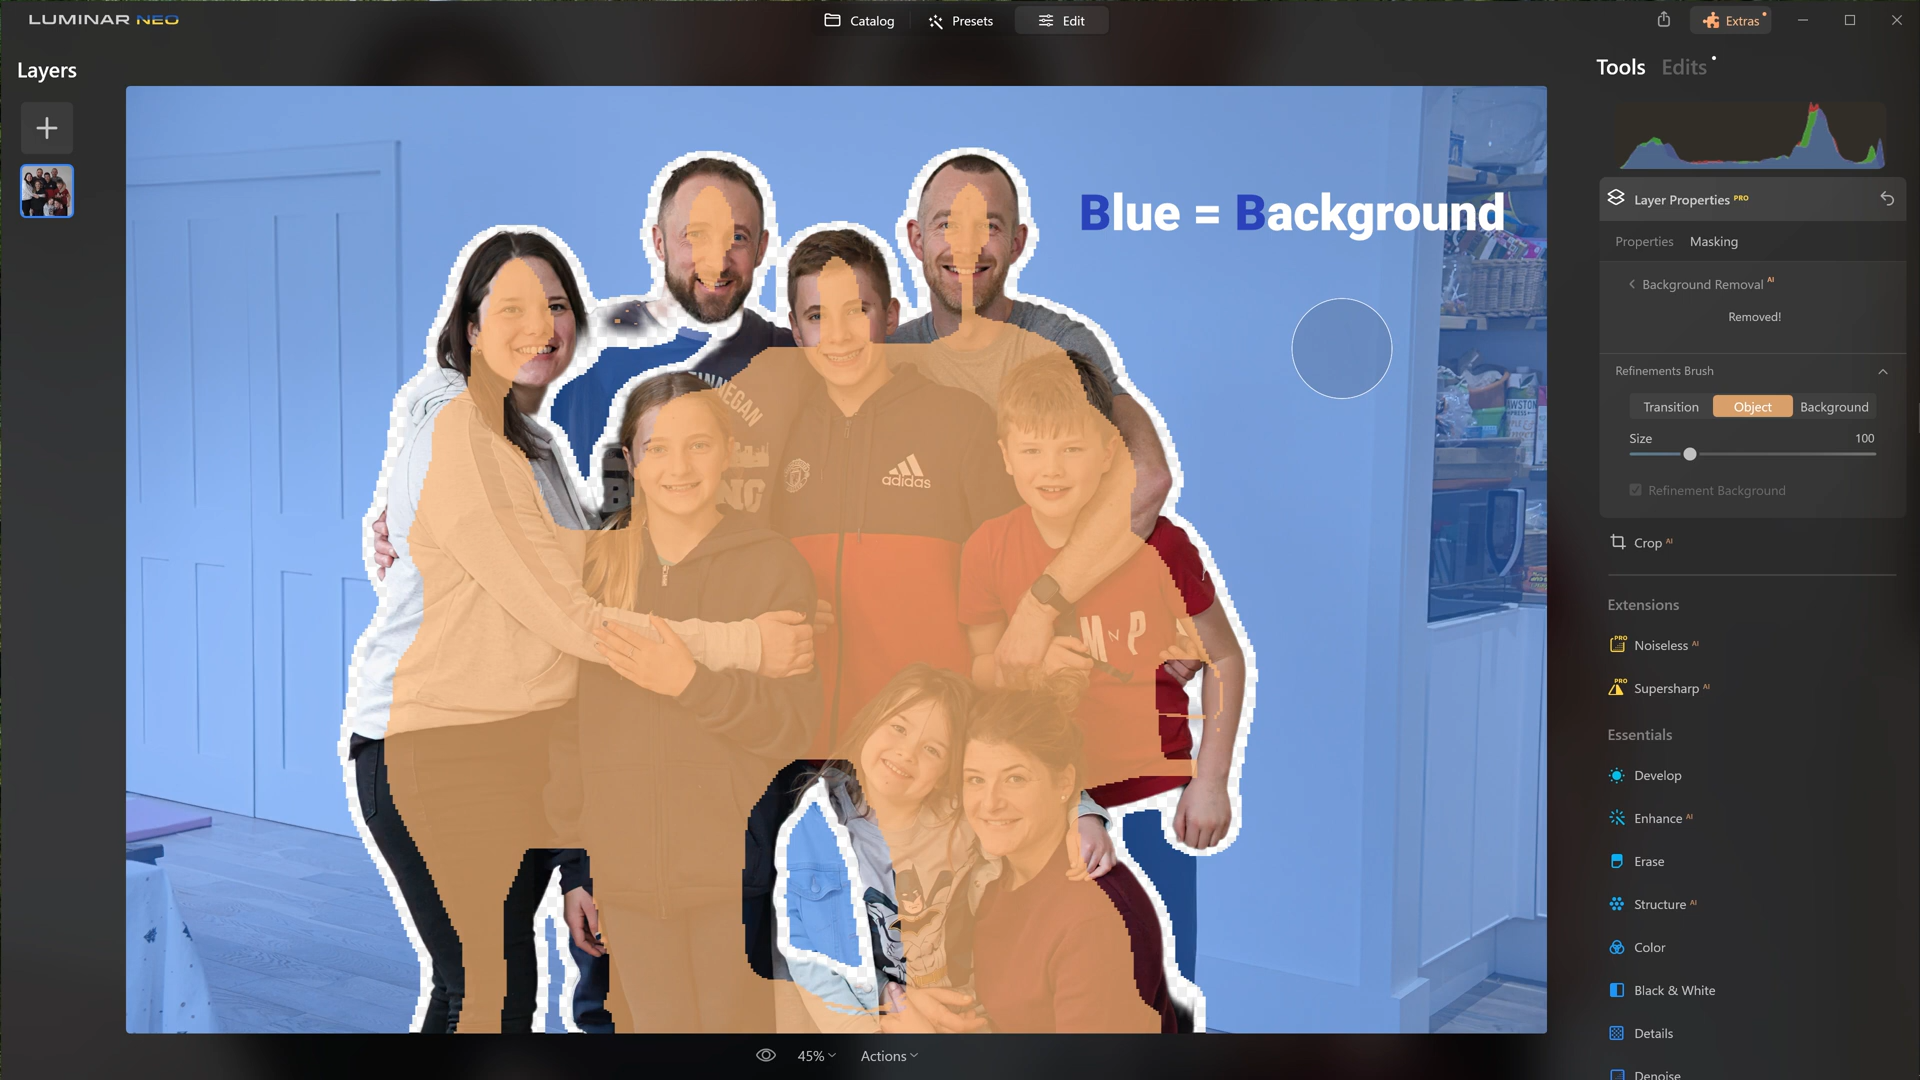 LUMINAR NEO
Catalog
Presets
Edit
Extras
Layers
Tools Edits
Blue = Background
Layer Properties PRO
Properties Masking
Background Removal AI
Removed!
Refinements Brush
Transition Object Background
Size 100
Refinement Background
Crop AI
Extensions
PRO Noiseless AI
PRO Supersharp AI
Essentials
Develop
Enhance AI
Erase
Structure AI
Color
Black & White
Details
Denoise
adidas
M N P
45%
Actions